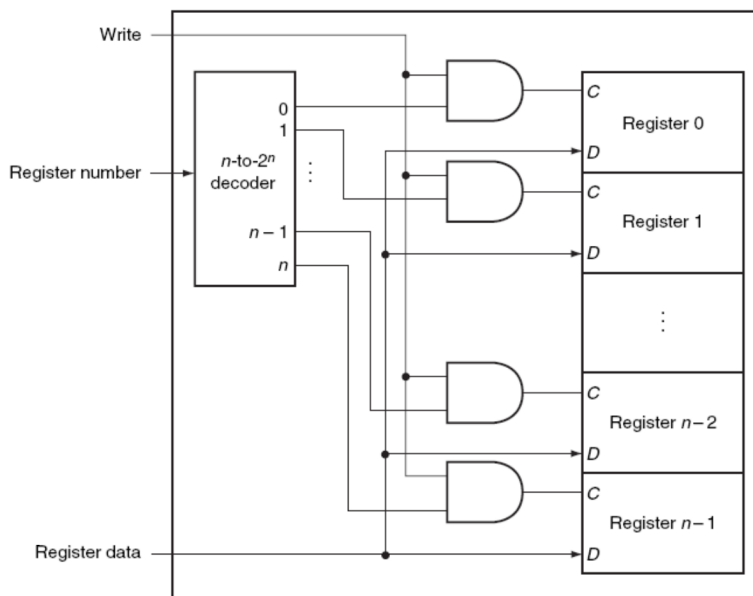 Write
0
1
n-to-2ⁿ
decoder
⋮
n – 1
n
Register number
Register data
C
Register 0
D
C
Register 1
D
⋮
C
Register n – 2
D
C
Register n – 1
D